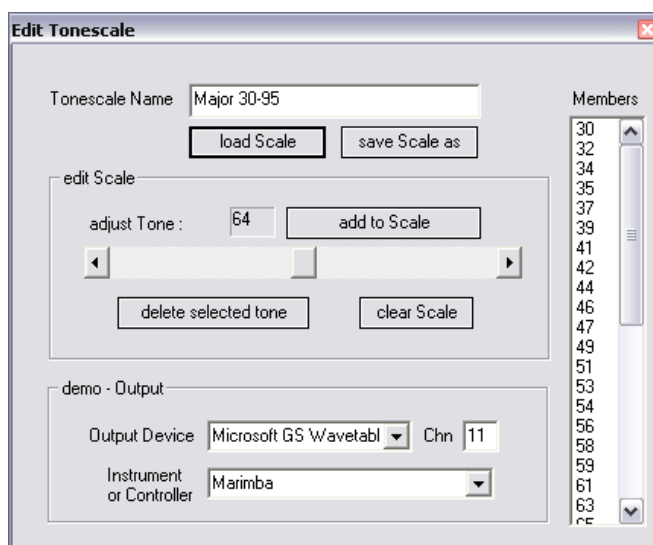 Edit Tonescale
Tonescale Name Major 30-95
load Scale save Scale as
edit Scale
adjust Tone : 64 add to Scale
delete selected tone clear Scale
demo - Output
Output Device Microsoft GS Wavetabl Chn 11
Instrument
or Controller Marimba
Members
30
32
34
35
37
39
41
42
44
46
47
49
51
53
54
56
58
59
61
63